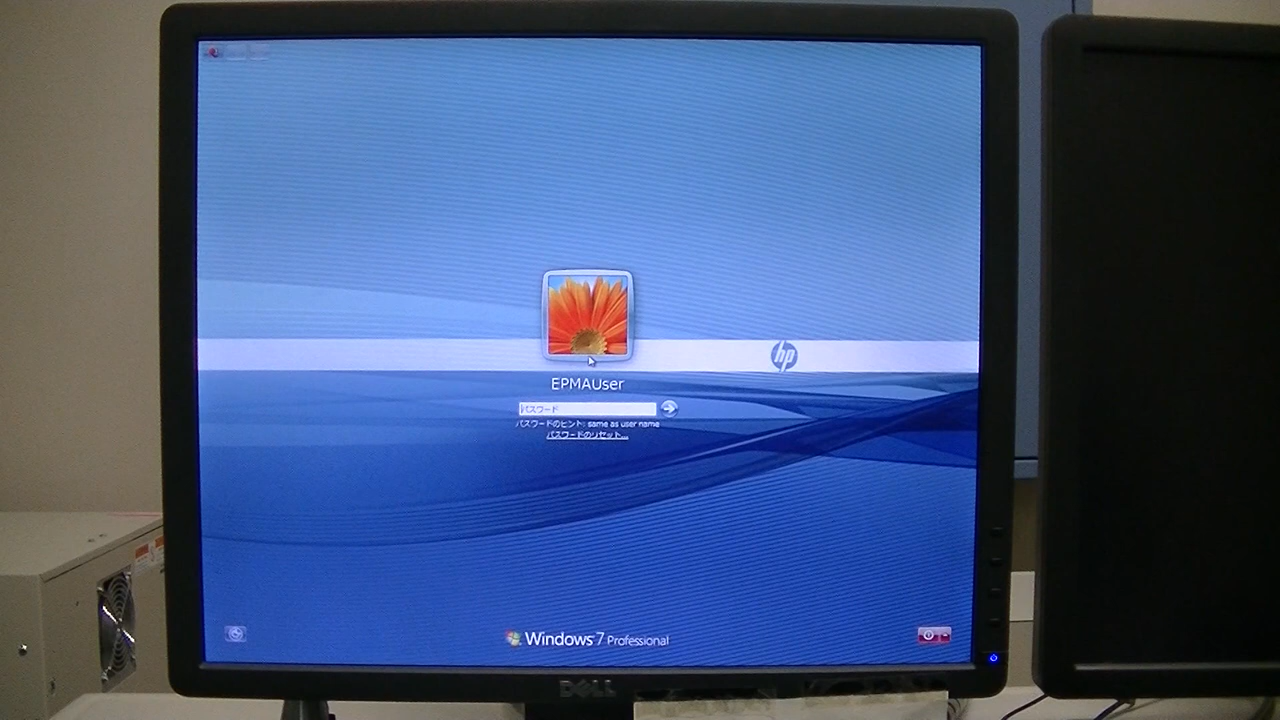 hp
EPMAUser
パスワード
パスワードのヒント: same as user name
パスワードのリセット...
Windows 7 Professional
DELL